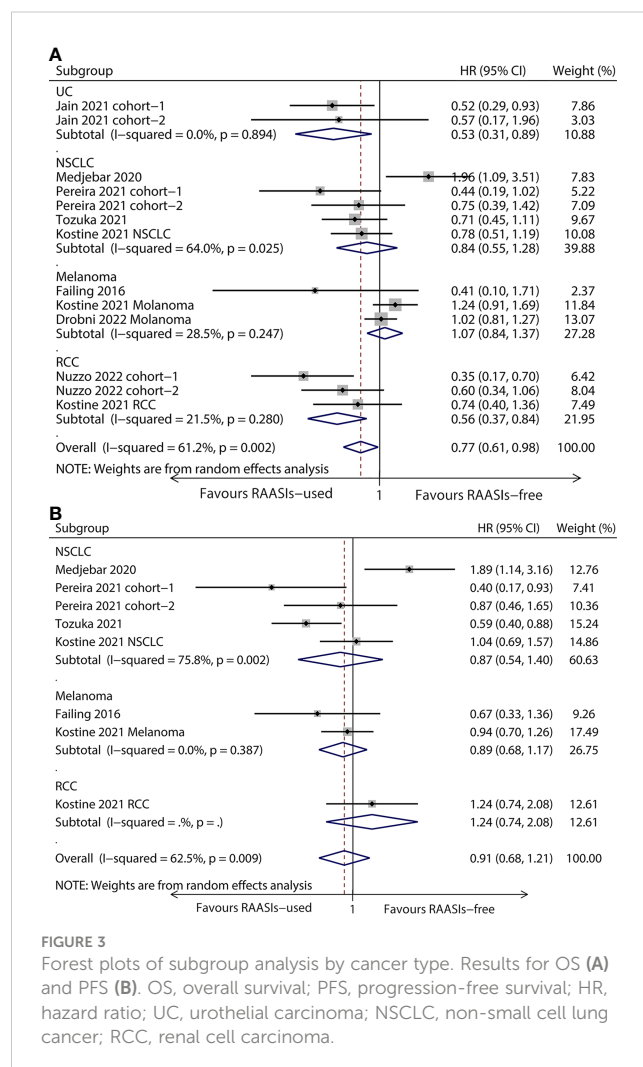 A
Subgroup HR (95% CI) Weight (%)
UC
Jain 2021 cohort−1 0.52 (0.29, 0.93) 7.86
Jain 2021 cohort−2 0.57 (0.17, 1.96) 3.03
Subtotal (I−squared = 0.0%, p = 0.894) 0.53 (0.31, 0.89) 10.88
.
NSCLC
Medjebar 2020 1.96 (1.09, 3.51) 7.83
Pereira 2021 cohort−1 0.44 (0.19, 1.02) 5.22
Pereira 2021 cohort−2 0.75 (0.39, 1.42) 7.09
Tozuka 2021 0.71 (0.45, 1.11) 9.67
Kostine 2021 NSCLC 0.78 (0.51, 1.19) 10.08
Subtotal (I−squared = 64.0%, p = 0.025) 0.84 (0.55, 1.28) 39.88
.
Melanoma
Failing 2016 0.41 (0.10, 1.71) 2.37
Kostine 2021 Molanoma 1.24 (0.91, 1.69) 11.84
Drobni 2022 Molanoma 1.02 (0.81, 1.27) 13.07
Subtotal (I−squared = 28.5%, p = 0.247) 1.07 (0.84, 1.37) 27.28
.
RCC
Nuzzo 2022 cohort−1 0.35 (0.17, 0.70) 6.42
Nuzzo 2022 cohort−2 0.60 (0.34, 1.06) 8.04
Kostine 2021 RCC 0.74 (0.40, 1.36) 7.49
Subtotal (I−squared = 21.5%, p = 0.280) 0.56 (0.37, 0.84) 21.95
.
Overall (I−squared = 61.2%, p = 0.002) 0.77 (0.61, 0.98) 100.00
NOTE: Weights are from random effects analysis
Favours RAASIs−used 1 Favours RAASIs−free
B
Subgroup HR (95% CI) Weight (%)
NSCLC
Medjebar 2020 1.89 (1.14, 3.16) 12.76
Pereira 2021 cohort−1 0.40 (0.17, 0.93) 7.41
Pereira 2021 cohort−2 0.87 (0.46, 1.65) 10.36
Tozuka 2021 0.59 (0.40, 0.88) 15.24
Kostine 2021 NSCLC 1.04 (0.69, 1.57) 14.86
Subtotal (I−squared = 75.8%, p = 0.002) 0.87 (0.54, 1.40) 60.63
.
Melanoma
Failing 2016 0.67 (0.33, 1.36) 9.26
Kostine 2021 Melanoma 0.94 (0.70, 1.26) 17.49
Subtotal (I−squared = 0.0%, p = 0.387) 0.89 (0.68, 1.17) 26.75
.
RCC
Kostine 2021 RCC 1.24 (0.74, 2.08) 12.61
Subtotal (I−squared = .%, p = .) 1.24 (0.74, 2.08) 12.61
.
Overall (I−squared = 62.5%, p = 0.009) 0.91 (0.68, 1.21) 100.00
NOTE: Weights are from random effects analysis
Favours RAASIs−used 1 Favours RAASIs−free
FIGURE 3
Forest plots of subgroup analysis by cancer type. Results for OS (A)
and PFS (B). OS, overall survival; PFS, progression-free survival; HR,
hazard ratio; UC, urothelial carcinoma; NSCLC, non-small cell lung
cancer; RCC, renal cell carcinoma.